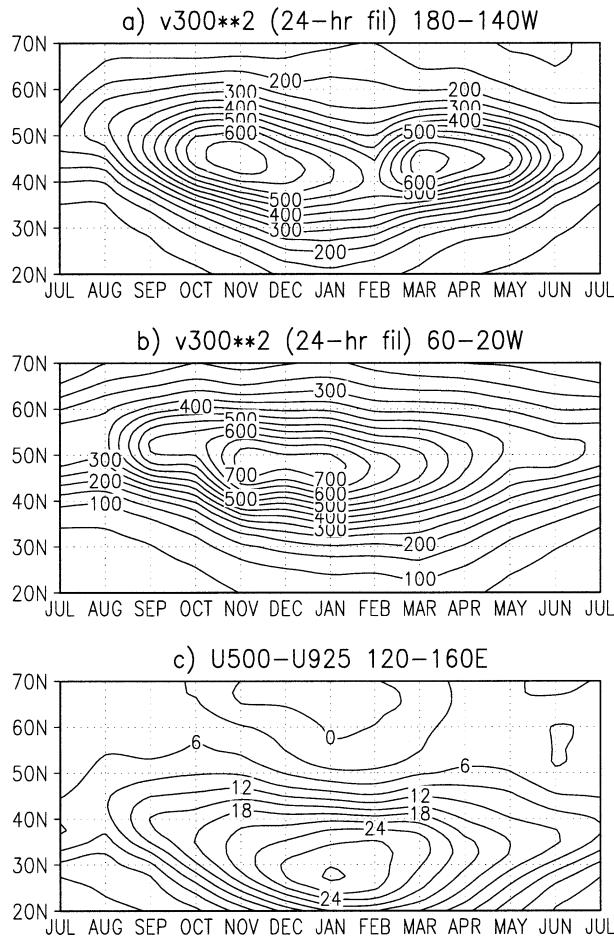 a) v300**2 (24-hr fil) 180-140W
70N
60N
50N
40N
30N
20N
200
200
300
300
400
400
500
500
600
600
500
500
400
300
200
JUL AUG SEP OCT NOV DEC JAN FEB MAR APR MAY JUN JUL
b) v300**2 (24-hr fil) 60-20W
70N
60N
50N
40N
30N
20N
300
400
500
600
300
700
700
200
500
600
500
100
400
300
200
100
JUL AUG SEP OCT NOV DEC JAN FEB MAR APR MAY JUN JUL
c) U500-U925 120-160E
70N
60N
50N
40N
30N
20N
0
6
6
12
12
18
18
24
24
JUL AUG SEP OCT NOV DEC JAN FEB MAR APR MAY JUN JUL